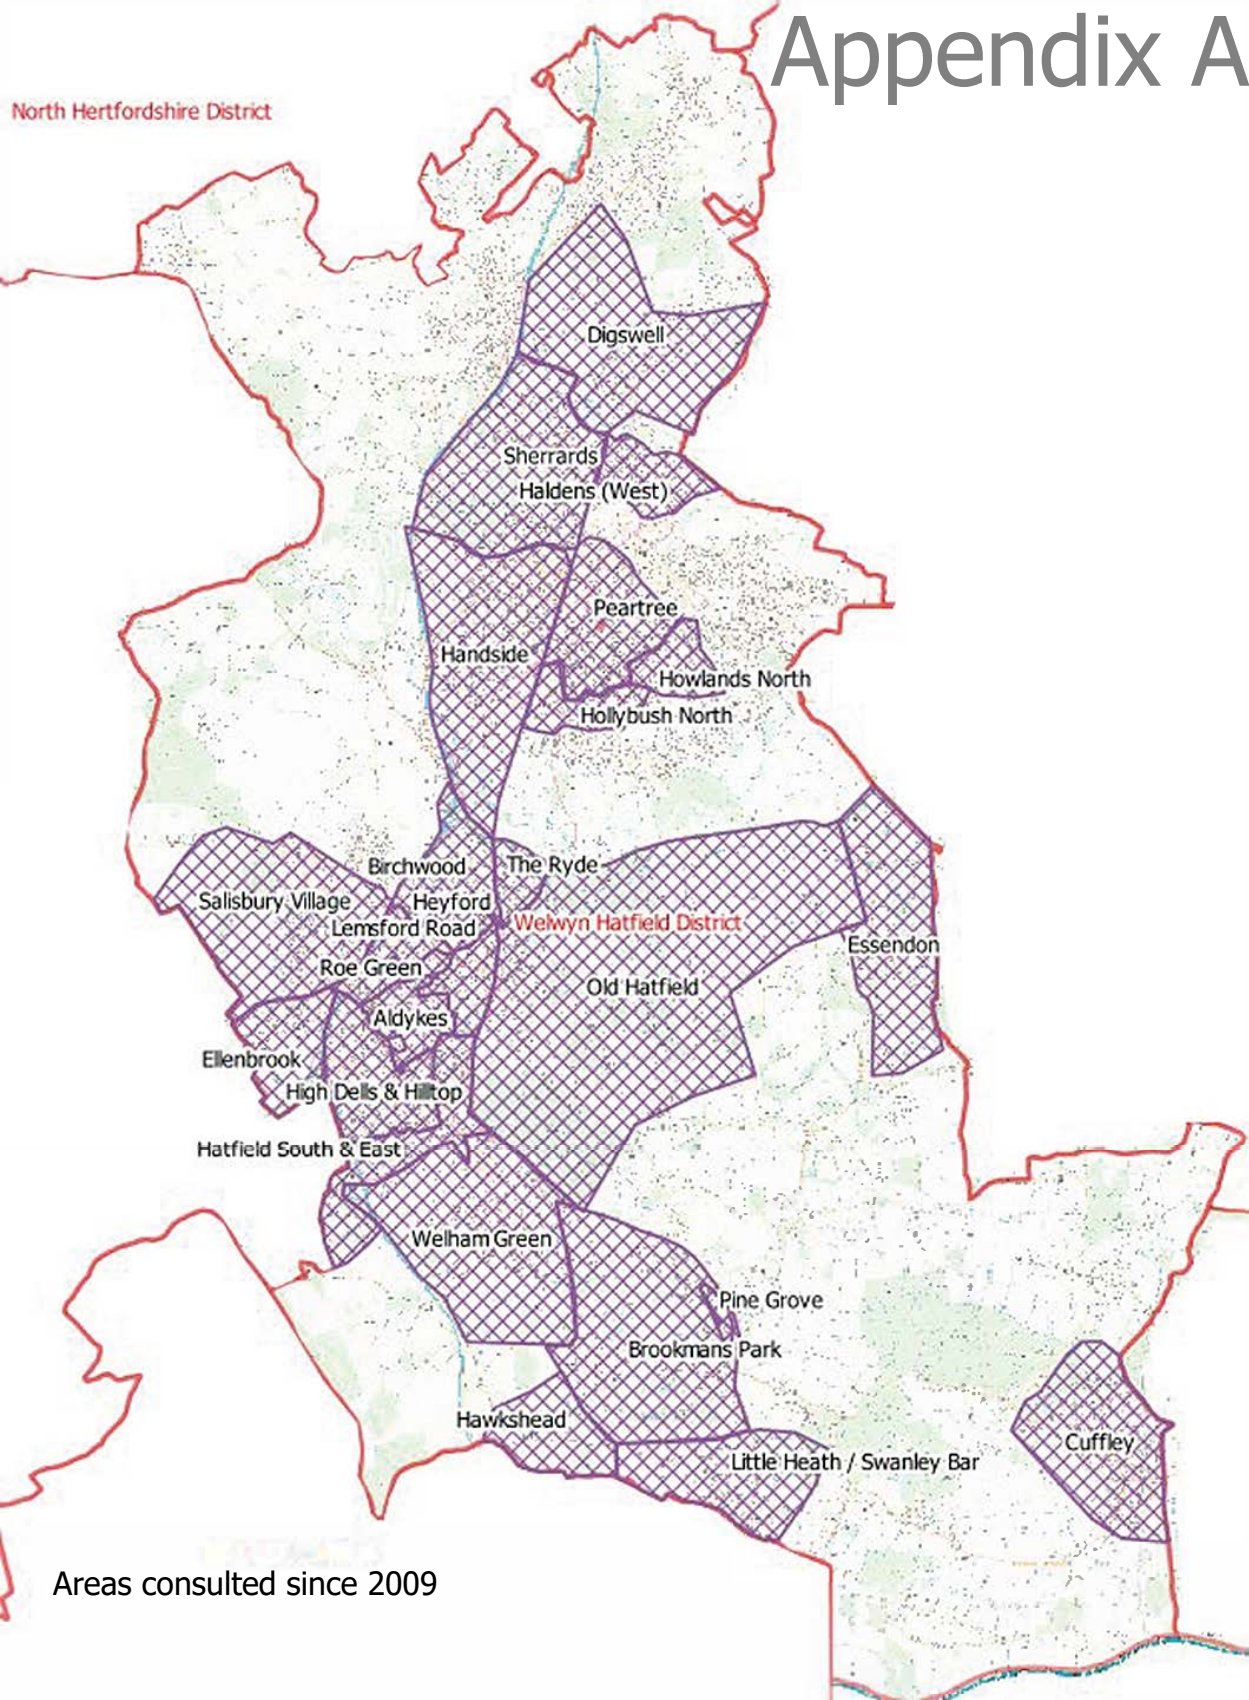 Appendix A
North Hertfordshire District
Digswell
Sherrards
Haldens (West)
Peartree
Handside
Howlands North
Hollybush North
Birchwood
The Ryde
Salisbury Village
Heyford
Lemsford Road
Welwyn Hatfield District
Essendon
Roe Green
Old Hatfield
Aldykes
Ellenbrook
High Dells & Hilltop
Hatfield South & East
Welham Green
Pine Grove
Brookmans Park
Hawkshead
Cuffley
Little Heath / Swanley Bar
Areas consulted since 2009